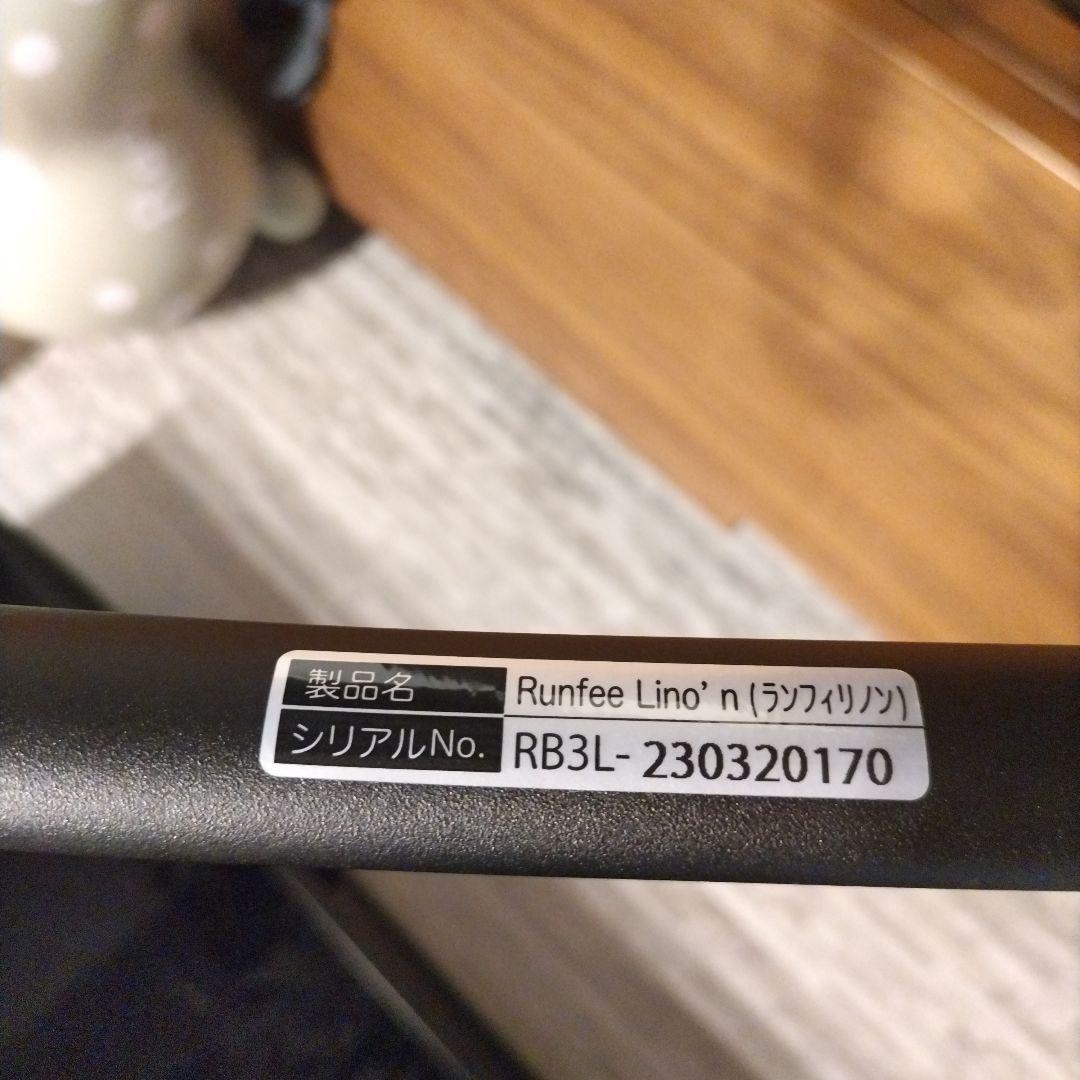 製品名 Runfee Lino’n (ランフィリノン)
シリアルNo. RB3L-230320170